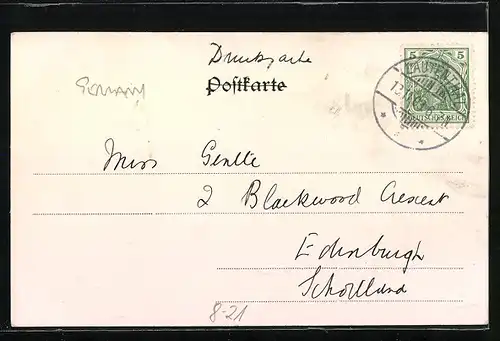 Drucksache
Postkarte
Germany
5 5
DEUTSCHES REICH
Miss Gentle
2 Blackwood Crescent
Edinburgh
Schottland
8-21